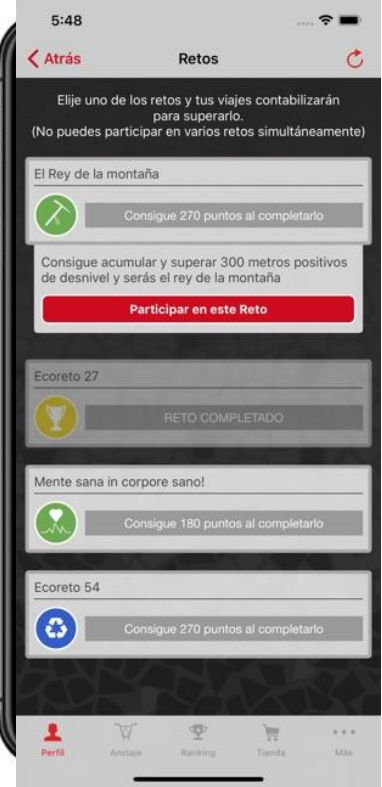 5:48
Atrás
Retos
Elije uno de los retos y tus viajes contabilizarán
para superarlo.
(No puedes participar en varios retos simultáneamente)
El Rey de la montaña
Consigue 270 puntos al completarlo
Consigue acumular y superar 300 metros positivos
de desnivel y serás el rey de la montaña
Participar en este Reto
Ecoreto 27
RETO COMPLETADO
Mente sana in corpore sano!
Consigue 180 puntos al completarlo
Ecoreto 54
Consigue 270 puntos al completarlo
Perfil
Anclaje
Ranking
Tienda
Más